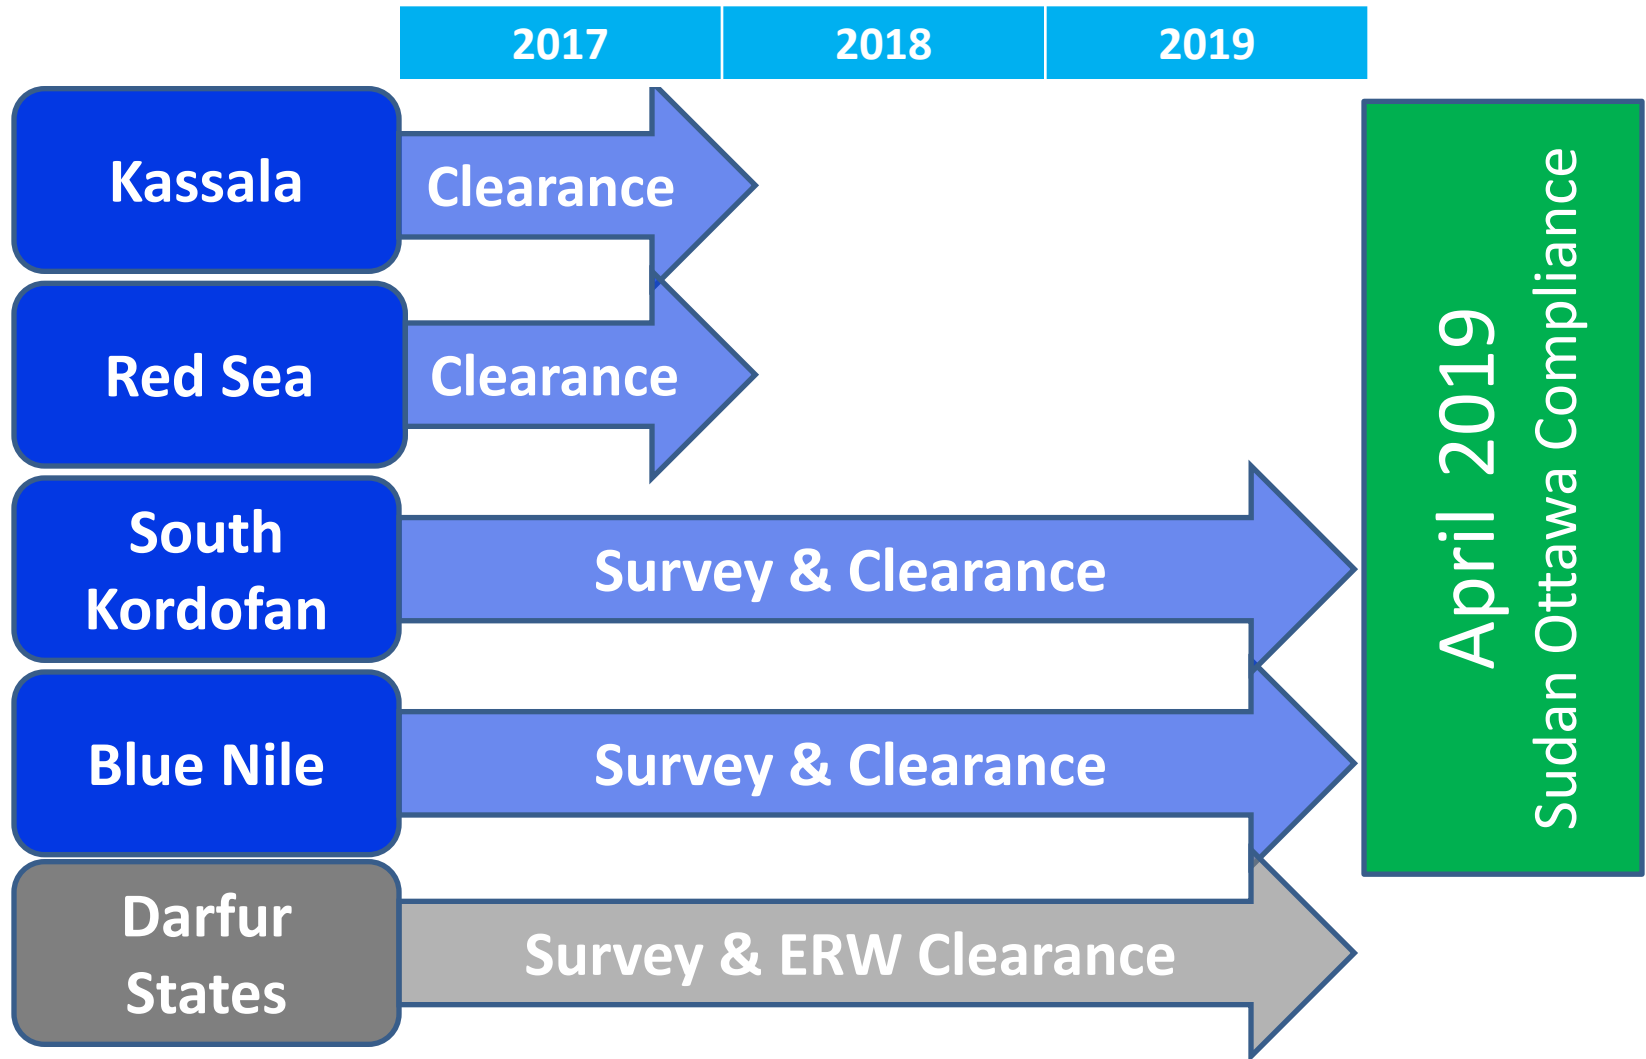 2017 2018 2019
Kassala
Clearance
Red Sea
Clearance
South
Kordofan
Survey & Clearance
Blue Nile
Survey & Clearance
Darfur
States
Survey & ERW Clearance
April 2019
Sudan Ottawa Compliance